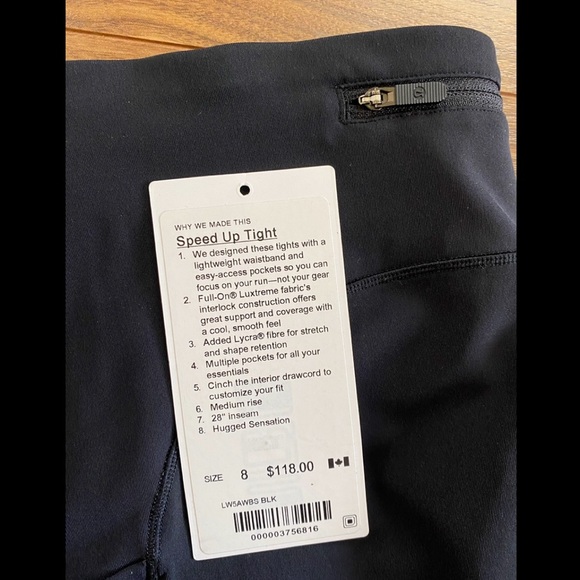 WHY WE MADE THIS
Speed Up Tight
1. We designed these tights with a
lightweight waistband and
easy-access pockets so you can
focus on your run—not your gear
2. Full-On® Luxtreme fabric's
interlock construction offers
great support and coverage with
a cool, smooth feel
3. Added Lycra® fibre for stretch
and shape retention
4. Multiple pockets for all your
essentials
5. Cinch the interior drawcord to
customize your fit
6. Medium rise
7. 28" inseam
8. Hugged Sensation
SIZE 8 $118.00
LW5AWBS BLK
000003756816